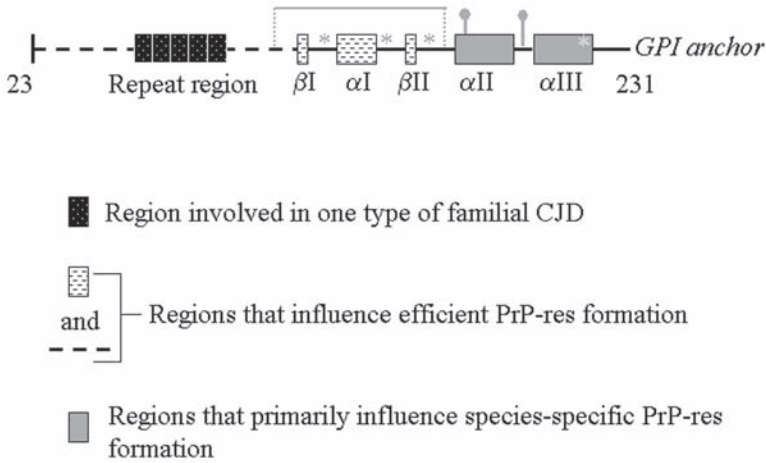 GPI anchor
23 Repeat region βI αI βII αII αIII 231
Region involved in one type of familial CJD
and
Regions that influence efficient PrP-res formation
Regions that primarily influence species-specific PrP-res
formation